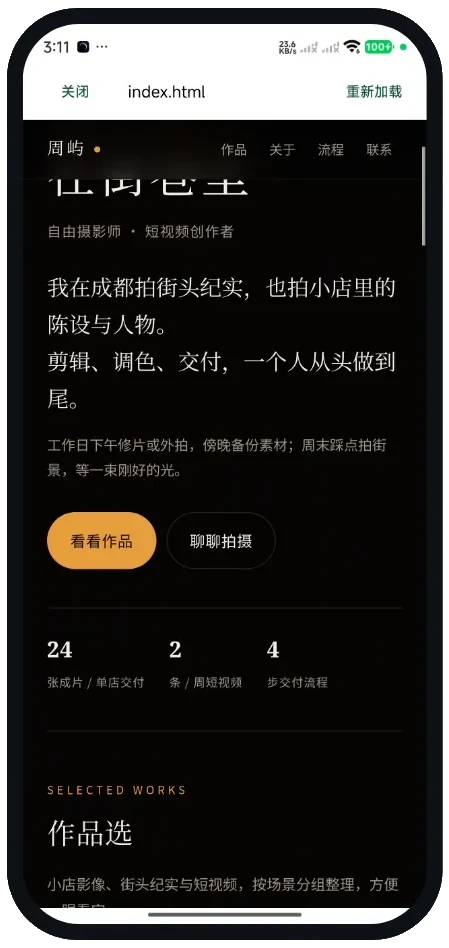 3:11
23.6
KB/s
100
关闭
index.html
重新加载
周屿
作品
关于
流程
联系
在街巷里
自由摄影师 · 短视频创作者
我在成都拍街头纪实，也拍小店里的
陈设与人物。
剪辑、调色、交付，一个人从头做到
尾。
工作日下午修片或外拍，傍晚备份素材；周末踩点拍街
景，等一束刚好的光。
看看作品
聊聊拍摄
24
张成片 / 单店交付
2
条 / 周短视频
4
步交付流程
SELECTED WORKS
作品选
小店影像、街头纪实与短视频，按场景分组整理，方便